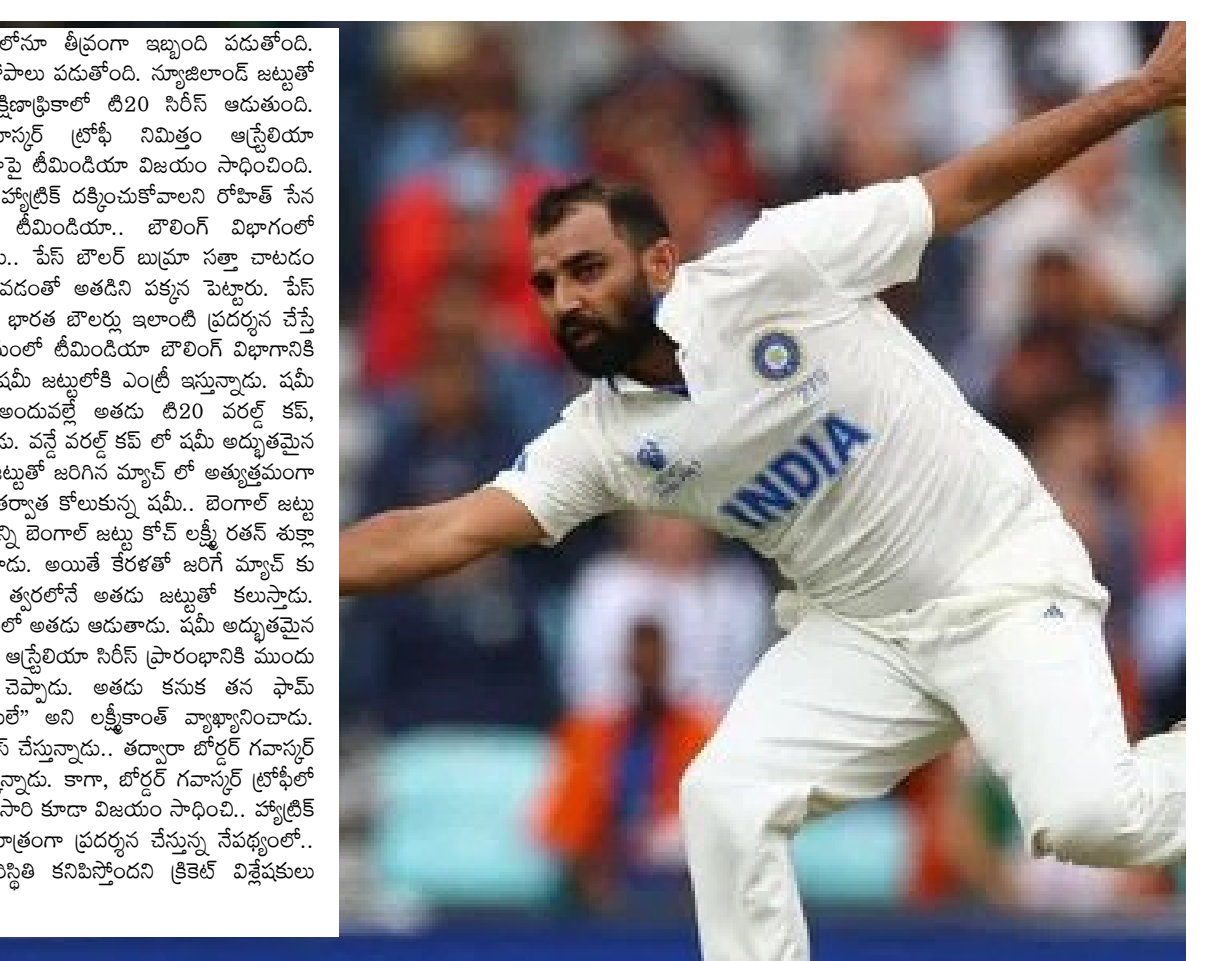 లోనూ తీవ్రంగా ఇబ్బంది పడుతోంది.
పడుతోంది. న్యూజిలాండ్ జట్టుతో
టి20 సిరీస్ ఆడుతుంది.
ట్రోఫీ నిమిత్తం ఆస్ట్రేలియా
టీమిండియా విజయం సాధించింది.
హ్యాట్రిక్ దక్కించుకోవాలని రోహిత్ సేన
టీమిండియా.. బౌలింగ్ విభాగంలో
పేస్ బౌలర్ బుమ్రా సత్తా చాటడం
అతడిని పక్కన పెట్టారు. పేస్
భారత బౌలర్లు ఇలాంటి ప్రదర్శన చేస్తే
టీమిండియా బౌలింగ్ విభాగానికి
షమీ జట్టులోకి ఎంట్రీ ఇస్తున్నాడు. షమీ
అందువల్లే అతడు టి20 వరల్డ్ కప్,
వన్డే వరల్డ్ కప్ లో షమీ అద్భుతమైన
జట్టుతో జరిగిన మ్యాచ్ లో అత్యుత్తమంగా
తర్వాత కోలుకున్న షమీ.. బెంగాల్ జట్టు
బెంగాల్ జట్టు కోచ్ లక్ష్మీ రతన్ శుక్లా
అయితే కేరళతో జరిగే మ్యాచ్ కు
త్వరలోనే అతడు జట్టుతో కలుస్తాడు.
లో అతడు ఆడుతాడు. షమీ అద్భుతమైన
ఆస్ట్రేలియా సిరీస్ ప్రారంభానికి ముందు
చెప్పాడు. అతడు కనుక తన ఫామ్
అని లక్ష్మీకాంత్ వ్యాఖ్యానించాడు.
చేస్తున్నాడు.. తద్వారా బోర్డర్ గవాస్కర్
కాగా, బోర్డర్ గవాస్కర్ ట్రోఫీలో
సారి కూడా విజయం సాధించి.. హ్యాట్రిక్
ప్రదర్శన చేస్తున్న నేపథ్యంలో..
కనిపిస్తోందని క్రికెట్ విశ్లేషకులు
INDIA